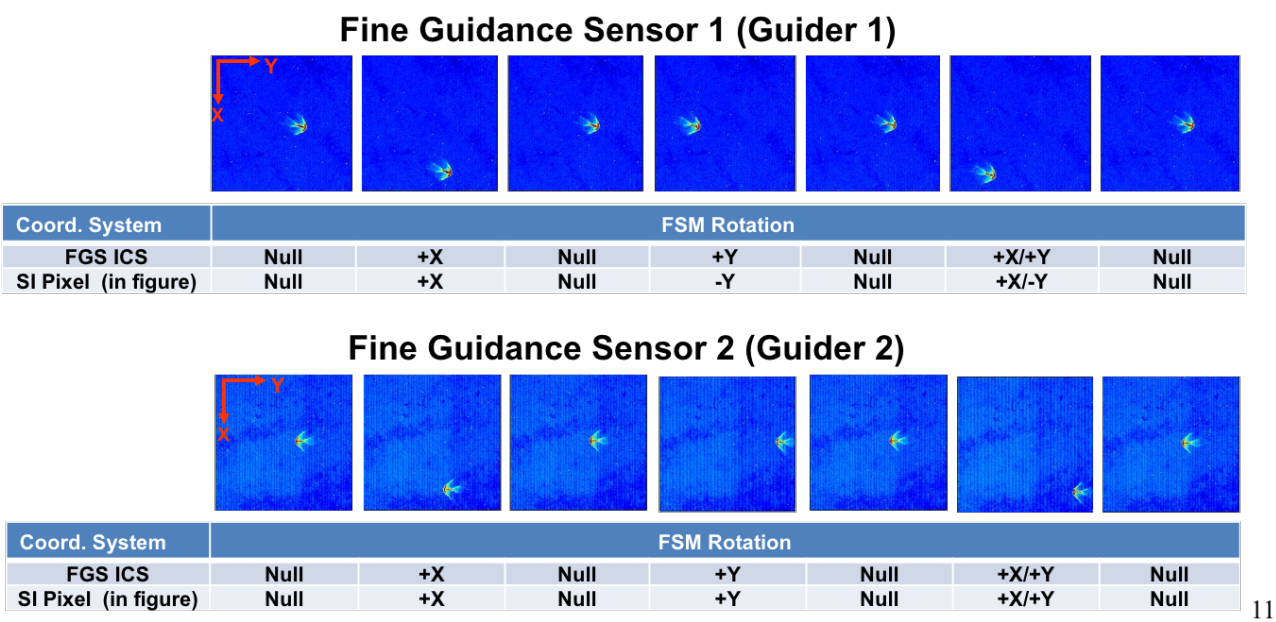 Fine Guidance Sensor 1 (Guider 1)
Y
X
Coord. System FSM Rotation
FGS ICS Null +X Null +Y Null +X/+Y Null
SI Pixel (in figure) Null +X Null -Y Null +X/-Y Null
Fine Guidance Sensor 2 (Guider 2)
Y
X
Coord. System FSM Rotation
FGS ICS Null +X Null +Y Null +X/+Y Null
SI Pixel (in figure) Null +X Null +Y Null +X/+Y Null
11